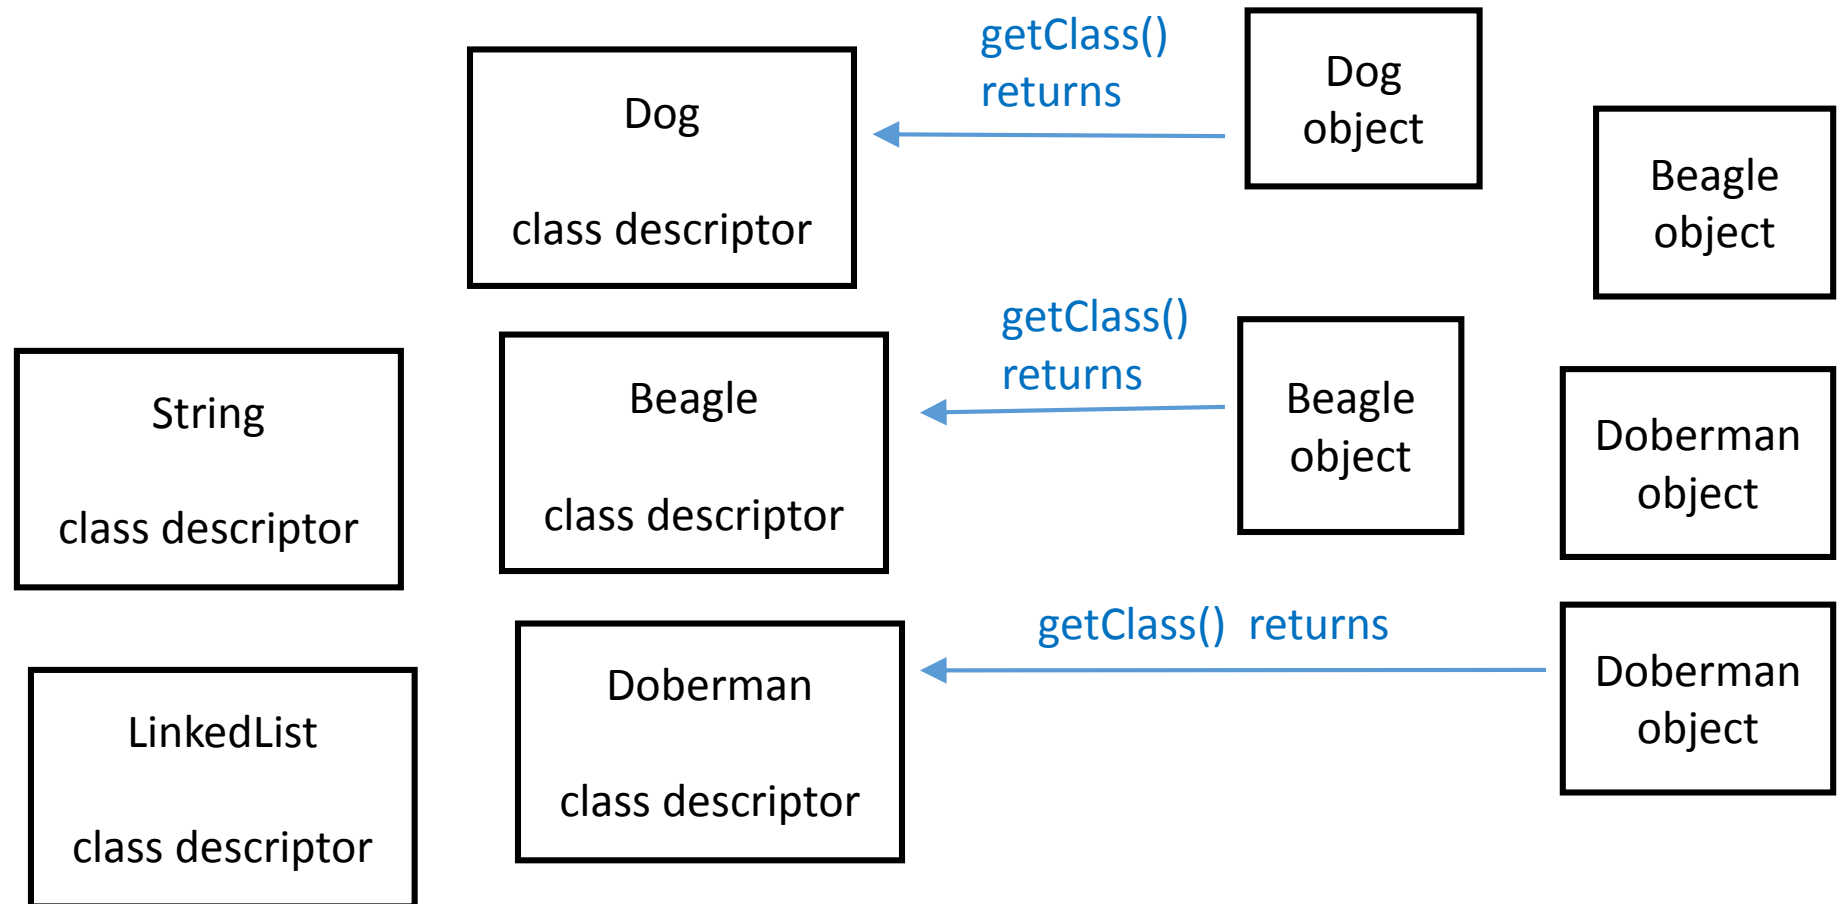 getClass()
returns
Dog
class descriptor
Dog
object
Beagle
object
getClass()
returns
String
class descriptor
Beagle
class descriptor
Beagle
object
Doberman
object
getClass()  returns
LinkedList
class descriptor
Doberman
class descriptor
Doberman
object